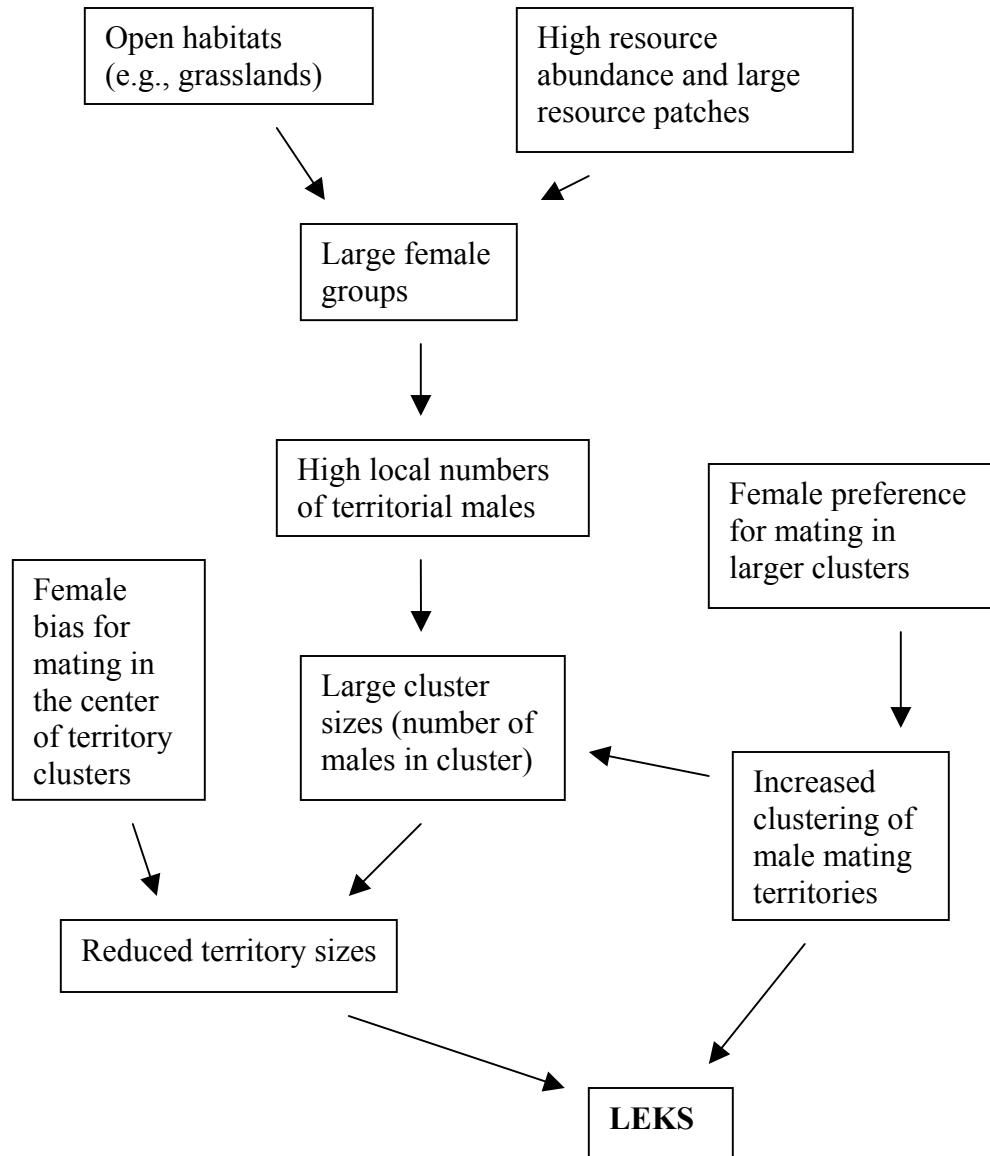 Open habitats
(e.g., grasslands)
High resource
abundance and large
resource patches
Large female
groups
High local numbers
of territorial males
Female preference
for mating in
larger clusters
Female
bias for
mating in
the center
of territory
clusters
Large cluster
sizes (number of
males in cluster)
Increased
clustering of
male mating
territories
Reduced territory sizes
LEKS